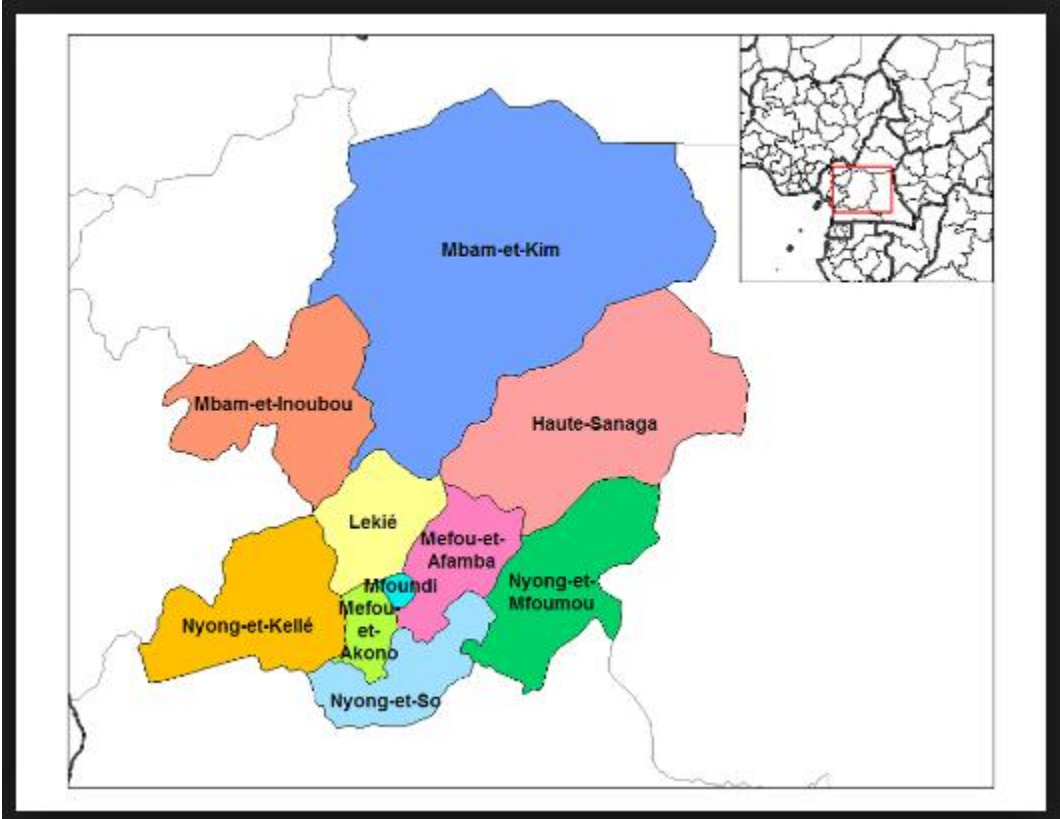 Mbam-et-Kim
Mbam-et-Inoubou
Haute-Sanaga
Lekié
Mefou-et-
Afamba
Mfoundi
Nyong-et-
Mfoumou
Mefou-
et-
Akono
Nyong-et-Kellé
Nyong-et-So